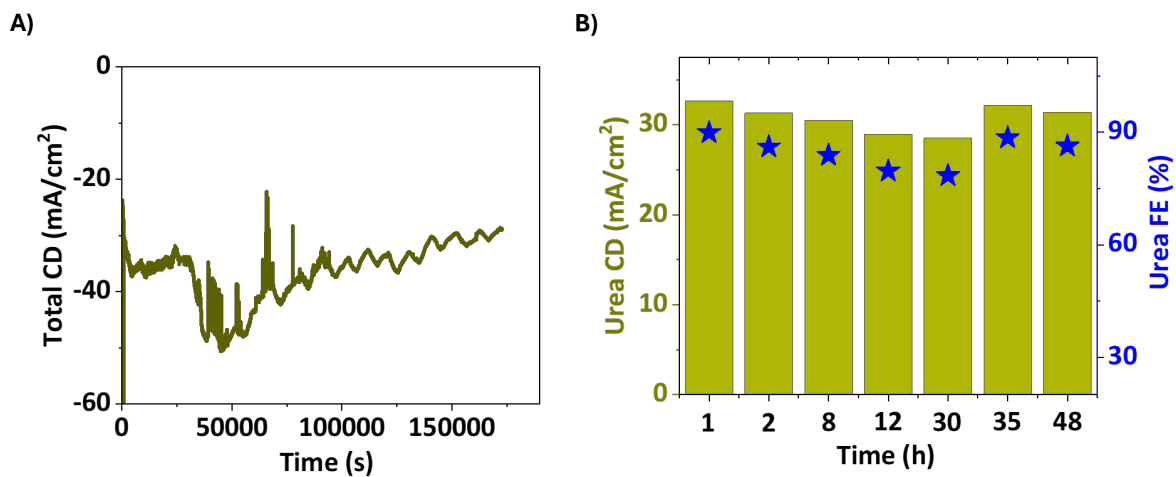 A)
0
-20
-40
-60
Total CD (mA/cm²)
0 50000 100000 150000
Time (s)
B)
30
20
10
0
Urea CD (mA/cm²)
90
60
30
Urea FE (%)
1 2 8 12 30 35 48
Time (h)